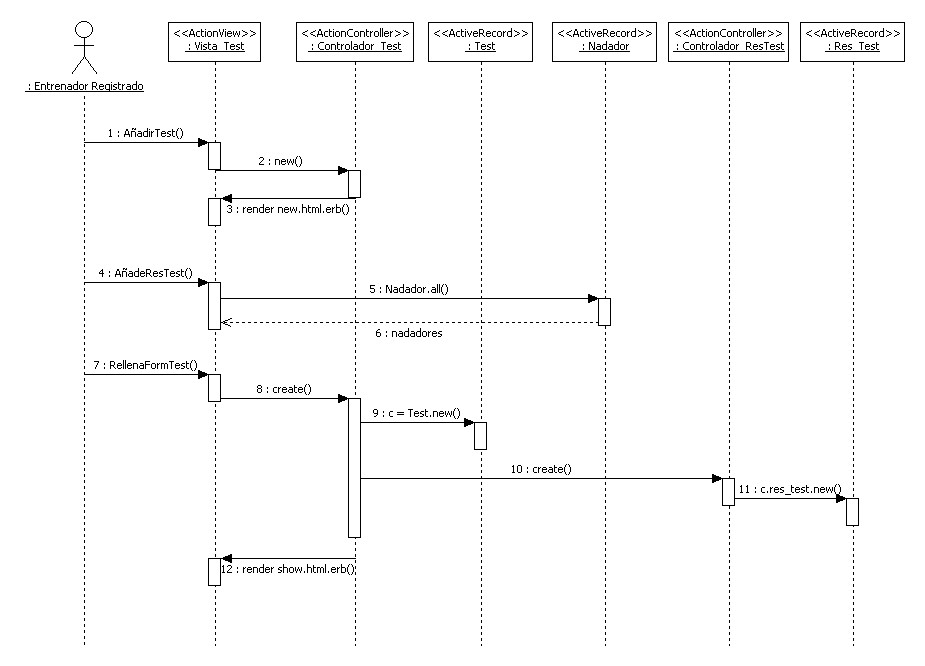 <<ActionView>>
: Vista_Test
<<ActionController>>
: Controlador_Test
<<ActiveRecord>>
: Test
<<ActiveRecord>>
: Nadador
<<ActionController>>
: Controlador_ResTest
<<ActiveRecord>>
: Res_Test
: Entrenador Registrado
1 : AñadirTest()
2 : new()
3 : render new.html.erb()
4 : AñadeResTest()
5 : Nadador.all()
6 : nadadores
7 : RellenaFormTest()
8 : create()
9 : c = Test.new()
10 : create()
11 : c.res_test.new()
12 : render show.html.erb()